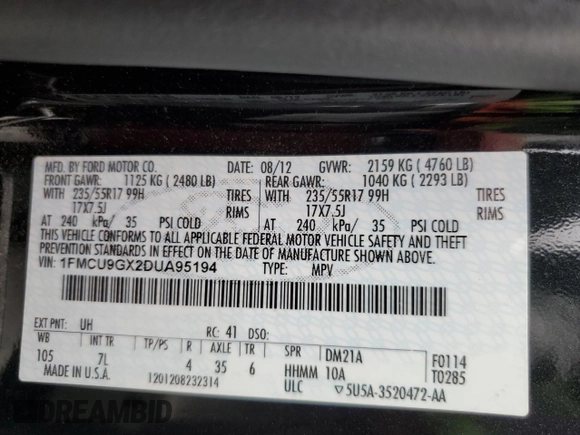 MFD. BY FORD MOTOR CO. DATE: 08/12 GVWR: 2159 KG ( 4760 LB)
FRONT GAWR: 1125 KG ( 2480 LB) REAR GAWR: 1040 KG ( 2293 LB)
WITH 235/55R17 99H TIRES WITH 235/55R17 99H TIRES
17X7.5J RIMS 17X7.5J RIMS
AT 240 kPa/ 35 PSI COLD AT 240 kPa/ 35 PSI COLD
THIS VEHICLE CONFORMS TO ALL APPLICABLE FEDERAL MOTOR VEHICLE SAFETY AND THEFT
PREVENTION STANDARDS IN EFFECT ON THE DATE OF MANUFACTURE SHOWN ABOVE.
VIN: 1FMCU9GX2DUA95194 TYPE: MPV
EXT PNT: UH RC: 41 DSO:
WB INT TR TP/PS R AXLE TR SPR DM21A F0114
105 7L 4 35 6 HHMM 10A T0285
MADE IN U.S.A. 1201208232314 ULC 5U5A-3520472-AA
DREAMBID